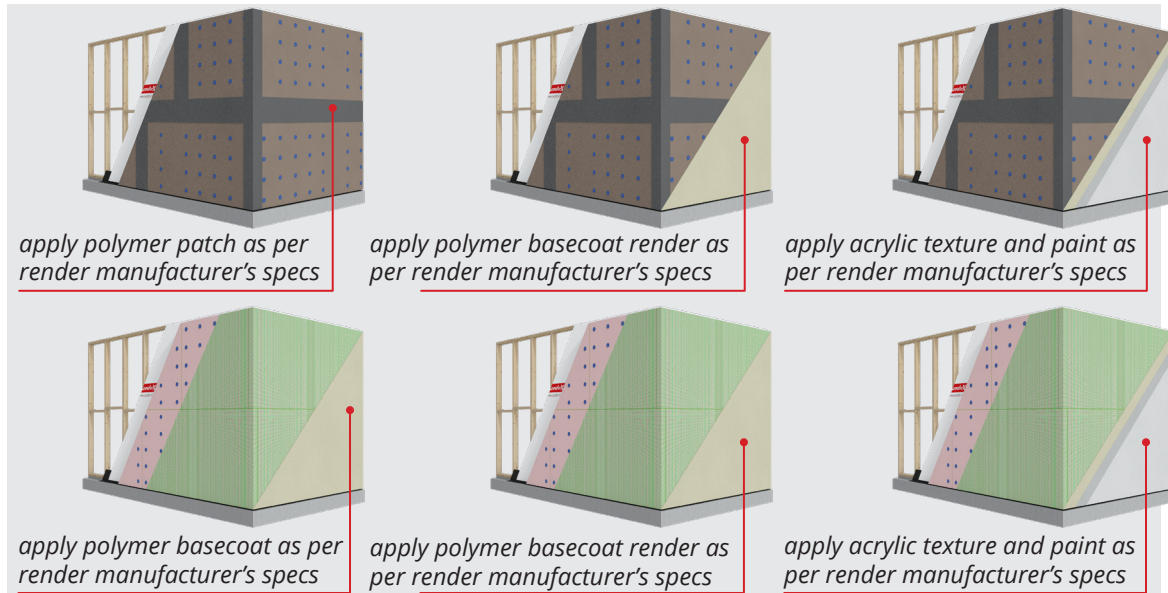 apply polymer patch as per
render manufacturer's specs
apply polymer basecoat render as
per render manufacturer's specs
apply acrylic texture and paint as
per render manufacturer's specs
apply polymer basecoat as per
render manufacturer's specs
apply polymer basecoat render as
per render manufacturer's specs
apply acrylic texture and paint as
per render manufacturer's specs